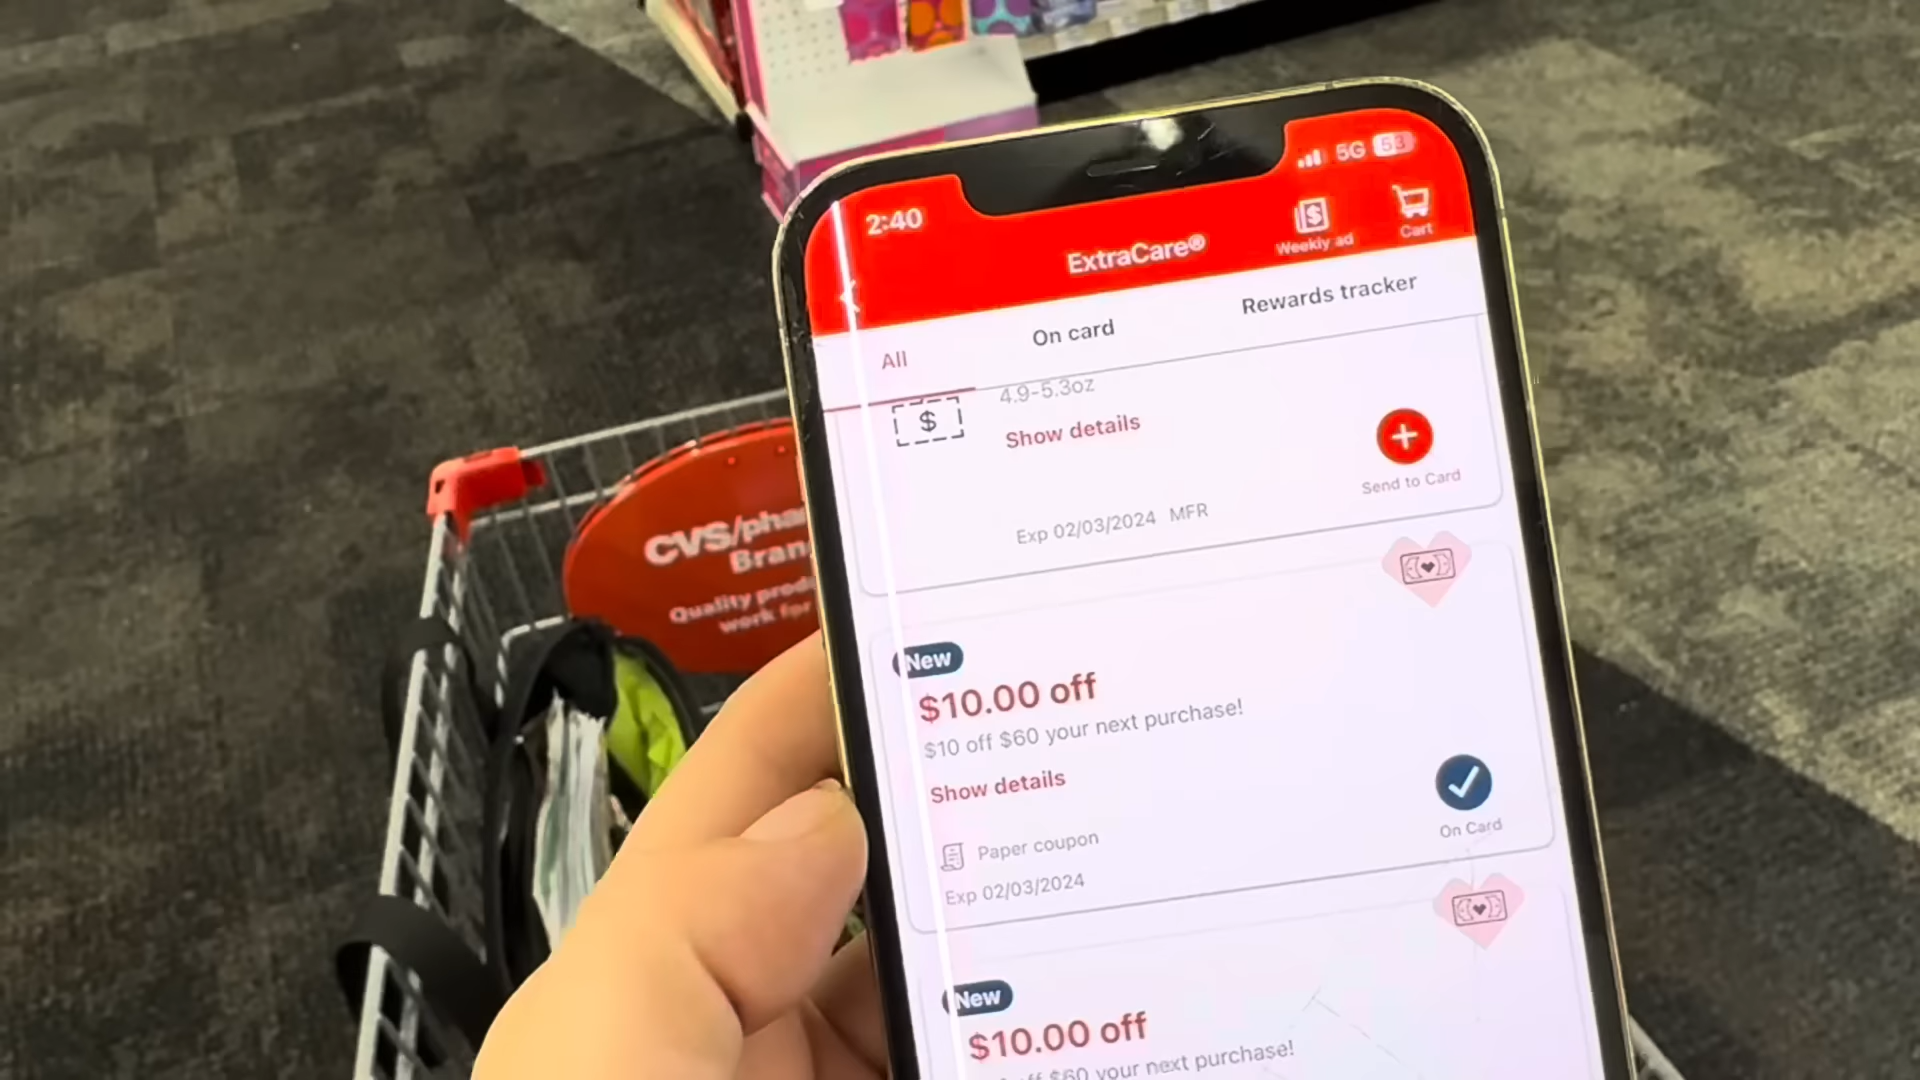 2:40
5G 53
ExtraCare®
Weekly ad
Cart
All
On card
Rewards tracker
$
4.9-5.3oz
Show details
Send to Card
Exp 02/03/2024 MFR
New
$10.00 off
$10 off $60 your next purchase!
Show details
On Card
Paper coupon
Exp 02/03/2024
New
$10.00 off
off $60 your next purchase!
CVS/pha
Bran
Quality prod
work for